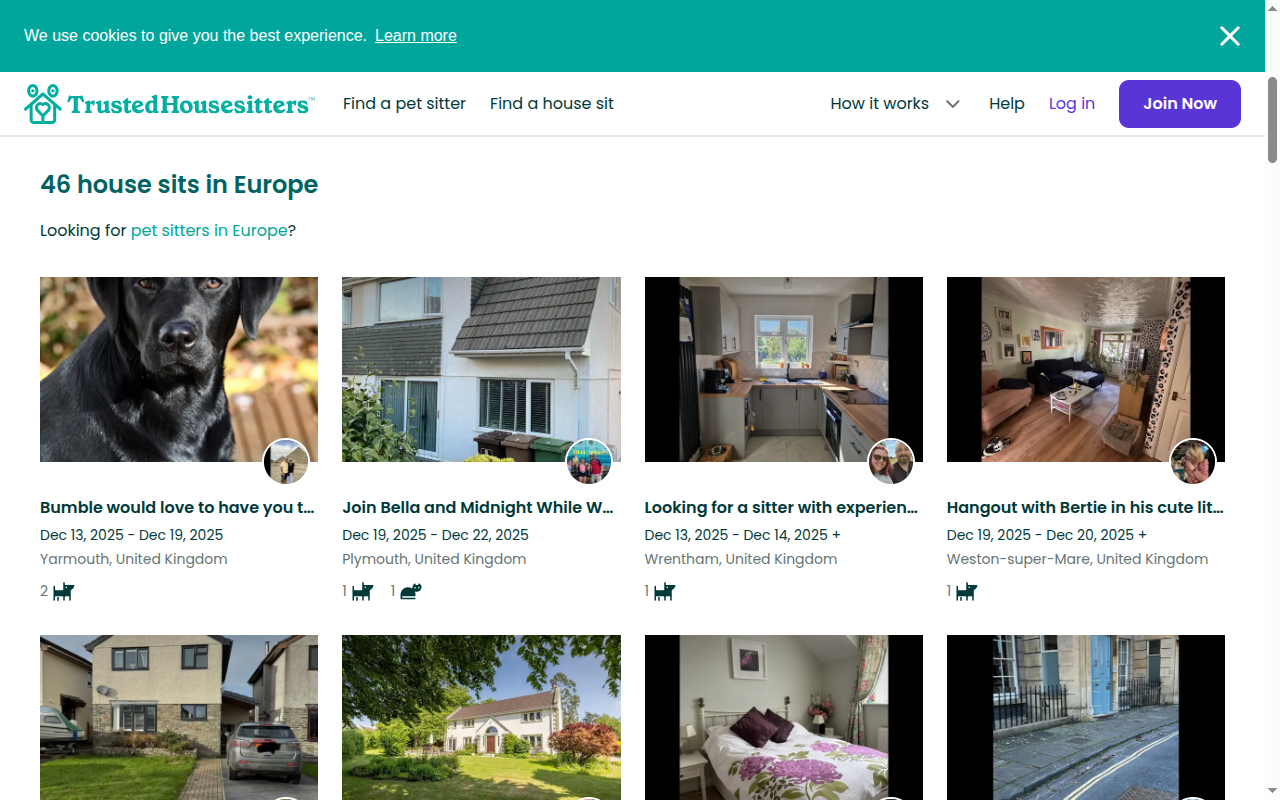 We use cookies to give you the best experience. Learn more
TrustedHousesitters™
Find a pet sitter
Find a house sit
How it works
Help
Log in
Join Now
46 house sits in Europe
Looking for pet sitters in Europe?
Bumble would love to have you t...
Dec 13, 2025 - Dec 19, 2025
Yarmouth, United Kingdom
2
Join Bella and Midnight While W...
Dec 19, 2025 - Dec 22, 2025
Plymouth, United Kingdom
1 1
Looking for a sitter with experien...
Dec 13, 2025 - Dec 14, 2025 +
Wrentham, United Kingdom
1
Hangout with Bertie in his cute lit...
Dec 19, 2025 - Dec 20, 2025 +
Weston-super-Mare, United Kingdom
1